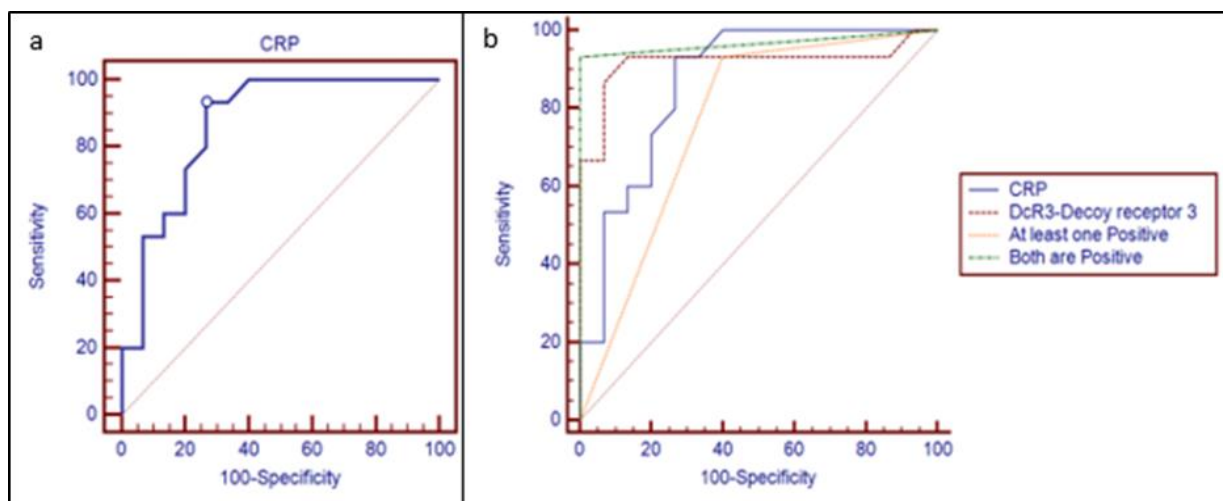 a
CRP
100
80
60
40
20
0
Sensitivity
0 20 40 60 80 100
100-Specificity
b
100
80
60
40
20
0
Sensitivity
0 20 40 60 80 100
100-Specificity
CRP
DcR3-Decoy receptor 3
At least one Positive
Both are Positive